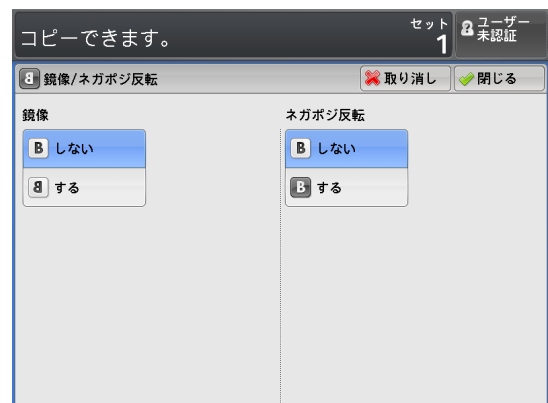 コピーできます。
セット
1
ユーザー
未認証
鏡像/ネガポジ反転
取り消し
閉じる
鏡像
B しない
B する
ネガポジ反転
B しない
B する